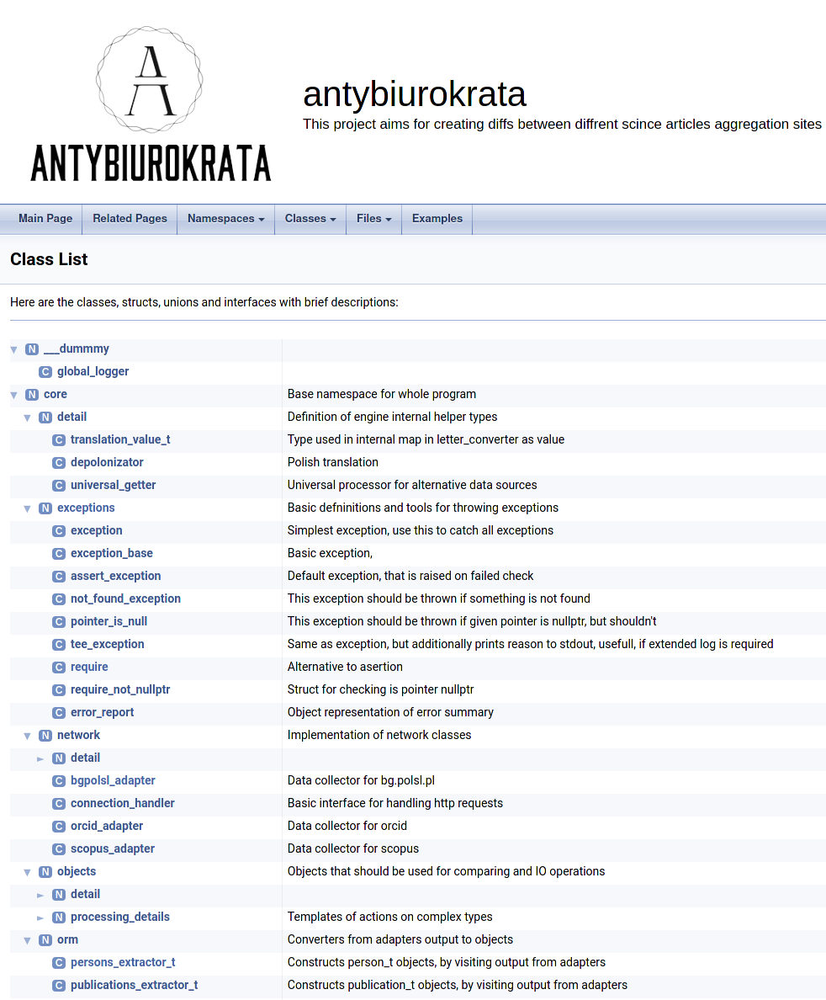 A
ANTYBIUROKRATA
antybiurokrata
This project aims for creating diffs between diffrent scince articles aggregation sites
Main Page Related Pages Namespaces Classes Files Examples
Class List
Here are the classes, structs, unions and interfaces with brief descriptions:
N ___dummmy
C global_logger
N core Base namespace for whole program
N detail Definition of engine internal helper types
C translation_value_t Type used in internal map in letter_converter as value
C depolonizator Polish translation
C universal_getter Universal processor for alternative data sources
N exceptions Basic defninitions and tools for throwing exceptions
C exception Simplest exception, use this to catch all exceptions
C exception_base Basic exception,
C assert_exception Default exception, that is raised on failed check
C not_found_exception This exception should be thrown if something is not found
C pointer_is_null This exception should be thrown if given pointer is nullptr, but shouldn't
C tee_exception Same as exception, but additionally prints reason to stdout, usefull, if extended log is required
C require Alternative to asertion
C require_not_nullptr Struct for checking is pointer nullptr
C error_report Object representation of error summary
N network Implementation of network classes
N detail
C bgpolsl_adapter Data collector for bg.polsl.pl
C connection_handler Basic interface for handling http requests
C orcid_adapter Data collector for orcid
C scopus_adapter Data collector for scopus
N objects Objects that should be used for comparing and IO operations
N detail
N processing_details Templates of actions on complex types
N orm Converters from adapters output to objects
C persons_extractor_t Constructs person_t objects, by visiting output from adapters
C publications_extractor_t Constructs publication_t objects, by visiting output from adapters